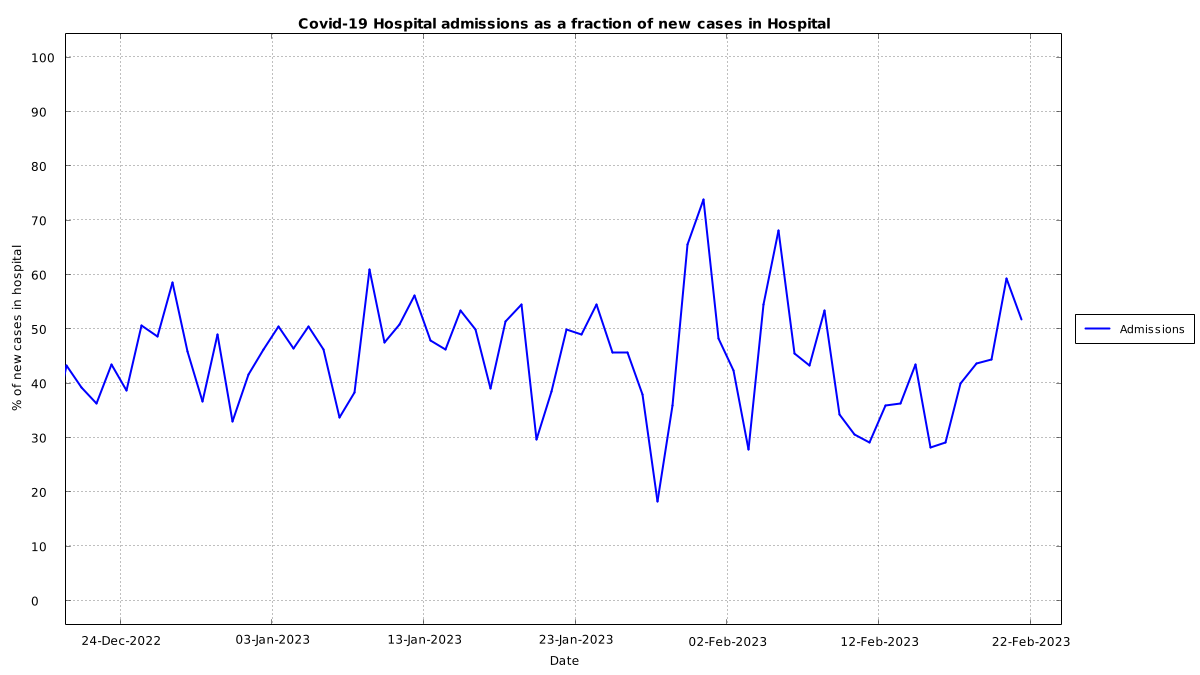 Covid-19 Hospital admissions as a fraction of new cases in Hospital
100
90
80
70
60
50
40
30
20
10
0
% of new cases in hospital
24-Dec-2022
03-Jan-2023
13-Jan-2023
23-Jan-2023
02-Feb-2023
12-Feb-2023
22-Feb-2023
Date
Admissions